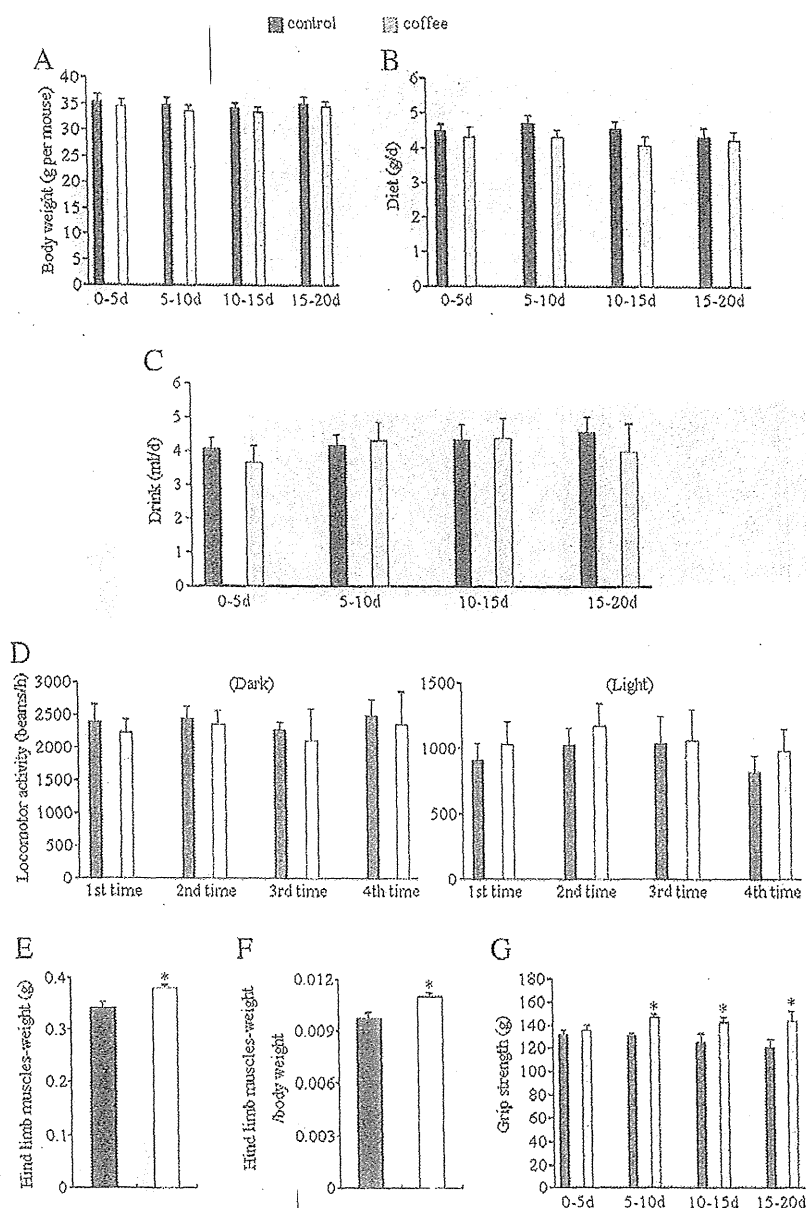 control coffee
A
Body weight (g per mouse)
40
35
30
25
20
15
10
5
0
0-5d 5-10d 10-15d 15-20d
B
Diet (g/d)
6
5
4
3
2
1
0
0-5d 5-10d 10-15d 15-20d
C
Drink (ml/d)
6
5
4
3
2
1
0
0-5d 5-10d 10-15d 15-20d
D
Locomotor activity (beams/h)
(Dark)
3000
2500
2000
1500
1000
500
0
1st time 2nd time 3rd time 4th time
(Light)
1500
1000
500
0
1st time 2nd time 3rd time 4th time
E
Hind limb muscles-weight (g)
0.4
0.3
0.2
0.1
0
*
F
Hind limb muscles-weight
/body weight
0.012
0.009
0.006
0.003
0
*
G
Grip strength (g)
180
160
140
120
100
80
60
40
20
0
* * *
0-5d 5-10d 10-15d 15-20d